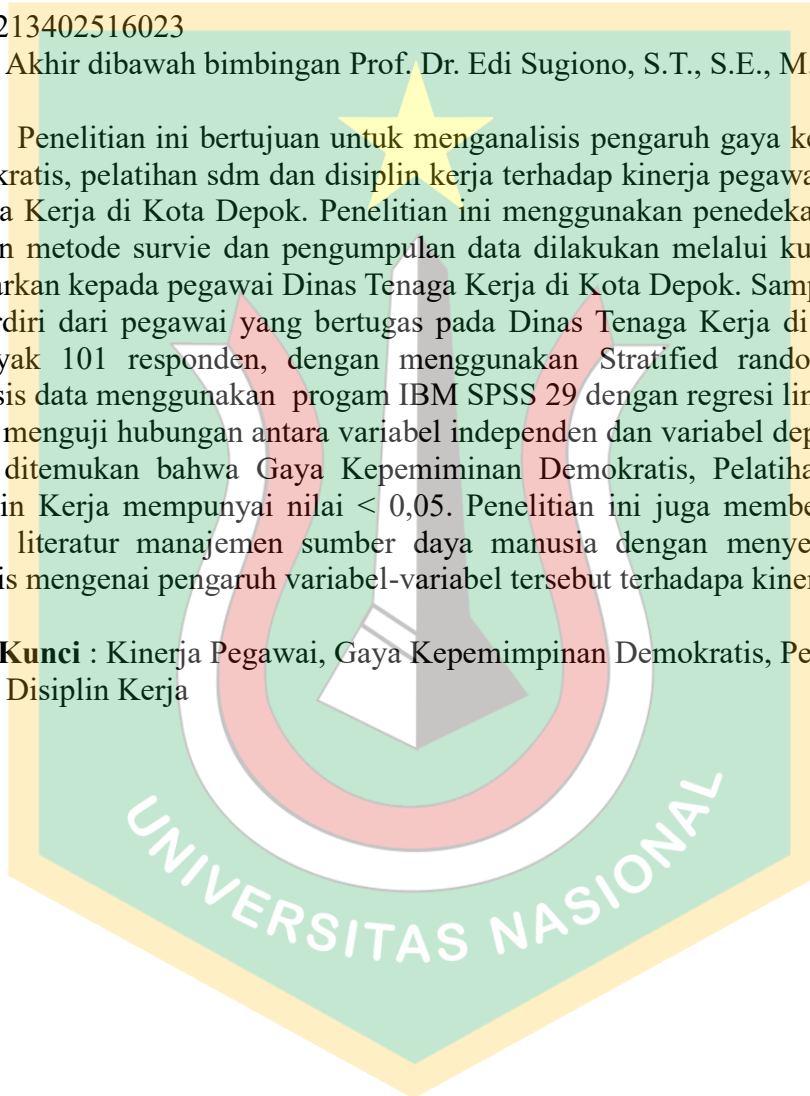 213402516023
Akhir dibawah bimbingan Prof. Dr. Edi Sugiono, S.T., S.E., M.
Penelitian ini bertujuan untuk menganalisis pengaruh gaya ke
kratis, pelatihan sdm dan disiplin kerja terhadap kinerja pegawa
a Kerja di Kota Depok. Penelitian ini menggunakan penedeka
n metode survie dan pengumpulan data dilakukan melalui ku
arkan kepada pegawai Dinas Tenaga Kerja di Kota Depok. Samp
rdiri dari pegawai yang bertugas pada Dinas Tenaga Kerja di
yak 101 responden, dengan menggunakan Stratified rando
sis data menggunakan progam IBM SPSS 29 dengan regresi lin
menguji hubungan antara variabel independen dan variabel dep
ditemukan bahwa Gaya Kepemiminan Demokratis, Pelatiha
in Kerja mempunyai nilai < 0,05. Penelitian ini juga membe
literatur manajemen sumber daya manusia dengan menye
is mengenai pengaruh variabel-variabel tersebut terhadapa kiner
Kunci : Kinerja Pegawai, Gaya Kepemimpinan Demokratis, Pe
Disiplin Kerja
UNIVERSITAS NASIONAL